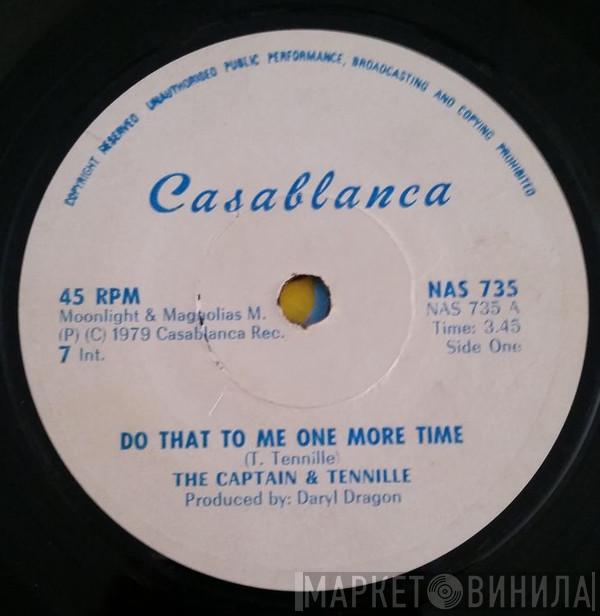 COPYRIGHT RESERVED UNAUTHORISED PUBLIC PERFORMANCE, BROADCASTING AND COPYING PROHIBITED
Casablanca
45 RPM
Moonlight & Magnolias M.
(P) (C) 1979 Casablanca Rec.
7 Int.
NAS 735
NAS 735 A
Time: 3.45
Side One
DO THAT TO ME ONE MORE TIME
(T. Tennille)
THE CAPTAIN & TENNILLE
Produced by: Daryl Dragon
МАРКЕТ ВИНИЛА